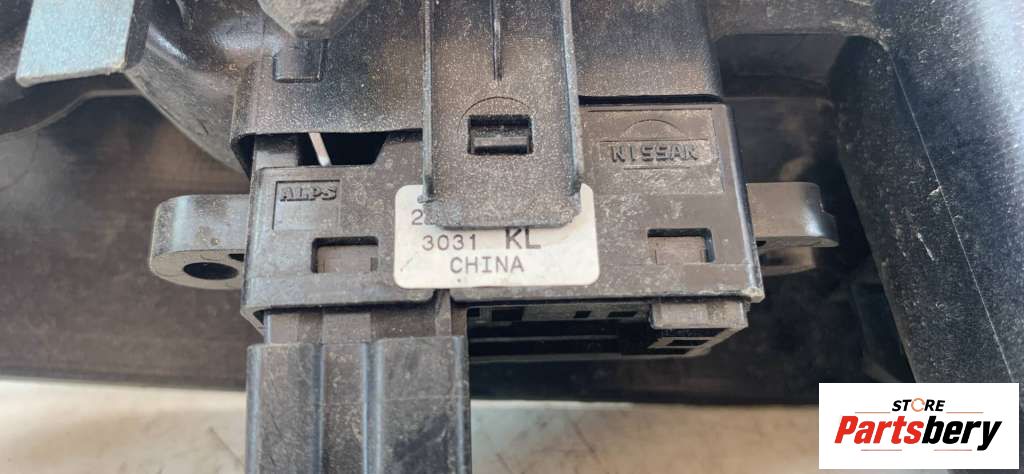 NISSAN
ALPS
3031 KL
CHINA
STORE
Partsbery